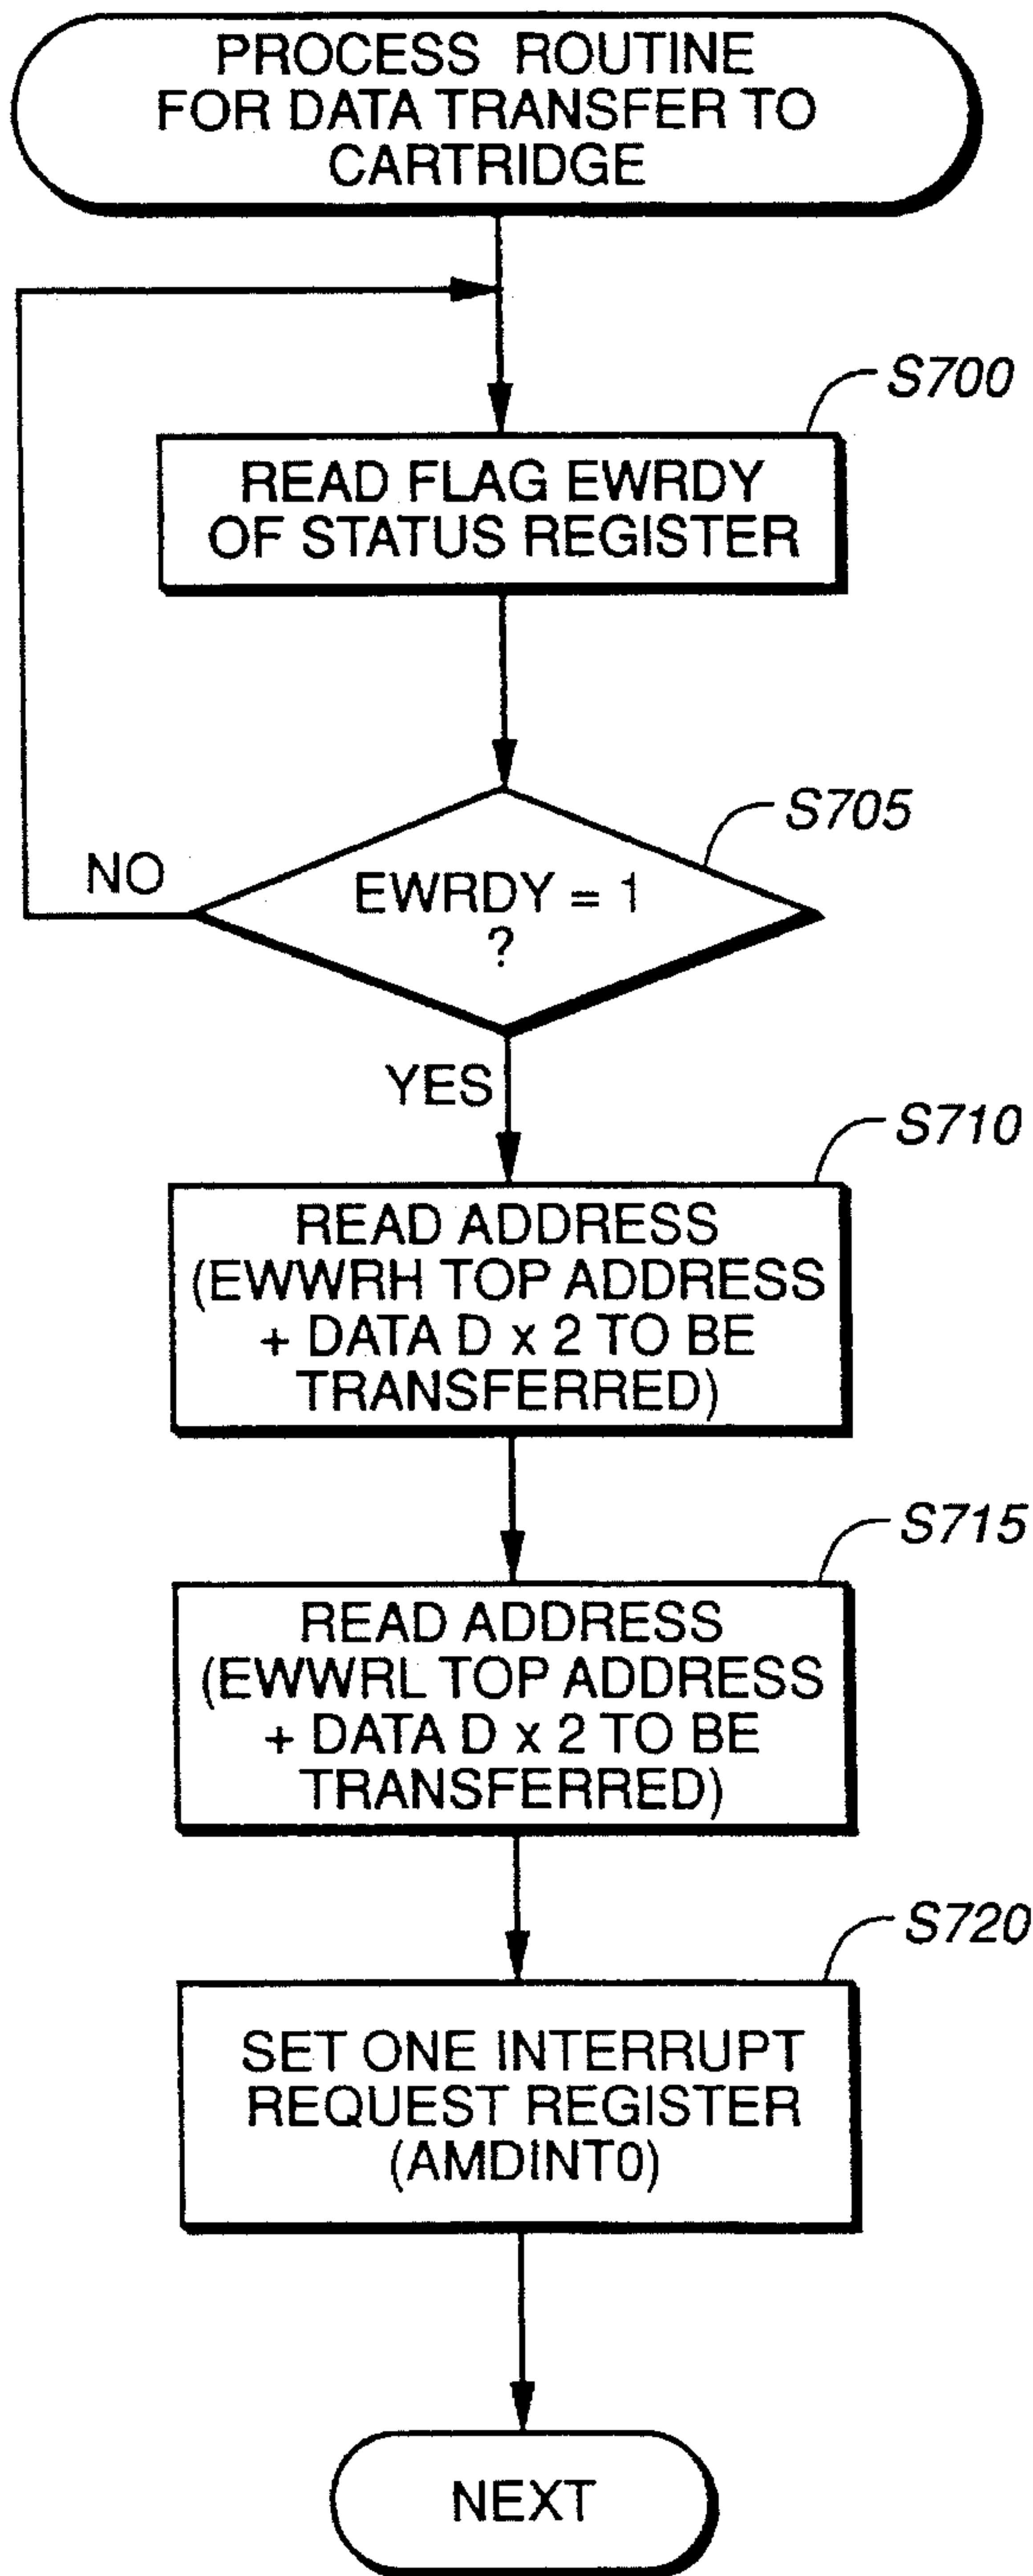 PROCESS ROUTINE
FOR DATA TRANSFER TO
CARTRIDGE
S700
READ FLAG EWRDY
OF STATUS REGISTER
S705
NO
EWRDY = 1
?
YES
S710
READ ADDRESS
(EWWRH TOP ADDRESS
+ DATA D x 2 TO BE
TRANSFERRED)
S715
READ ADDRESS
(EWWRL TOP ADDRESS
+ DATA D x 2 TO BE
TRANSFERRED)
S720
SET ONE INTERRUPT
REQUEST REGISTER
(AMDINT0)
NEXT